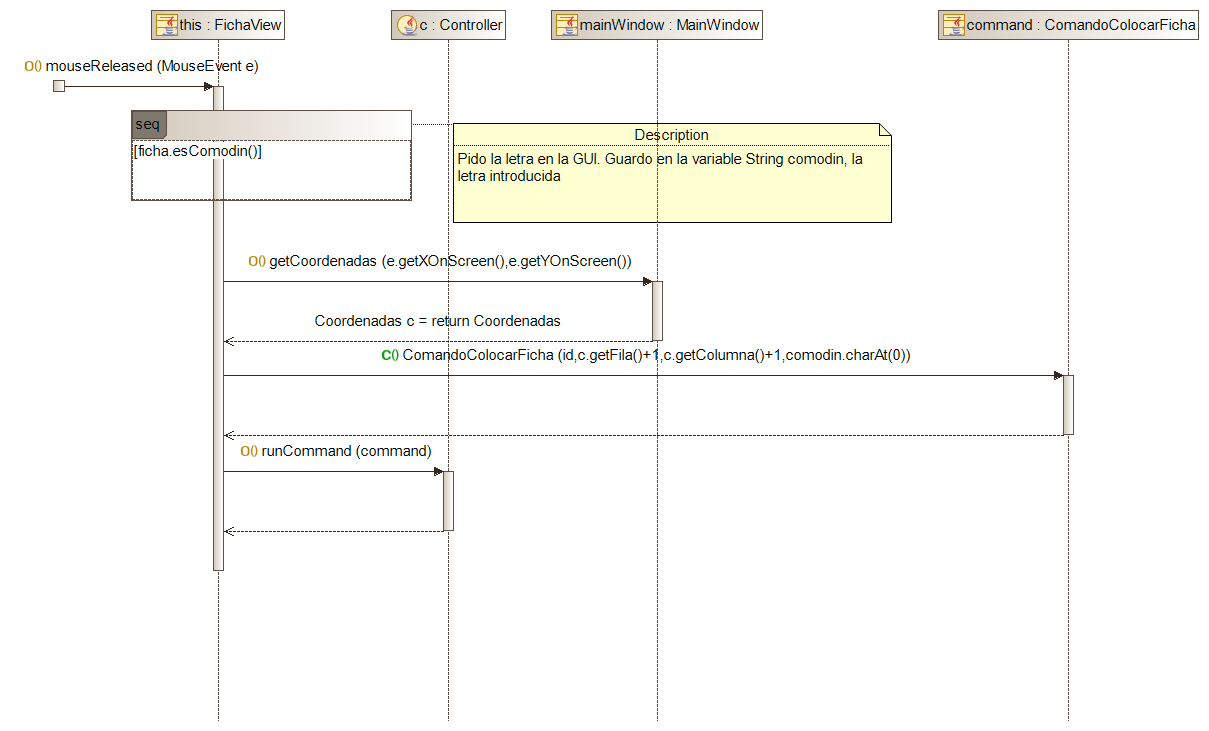 this : FichaView
c : Controller
mainWindow : MainWindow
command : ComandoColocarFicha
O() mouseReleased (MouseEvent e)
seq
[ficha.esComodin()]
Description
Pido la letra en la GUI. Guardo en la variable String comodin, la
letra introducida
O() getCoordenadas (e.getXOnScreen(),e.getYOnScreen())
Coordenadas c = return Coordenadas
C() ComandoColocarFicha (id,c.getFila()+1,c.getColumna()+1,comodin.charAt(0))
O() runCommand (command)